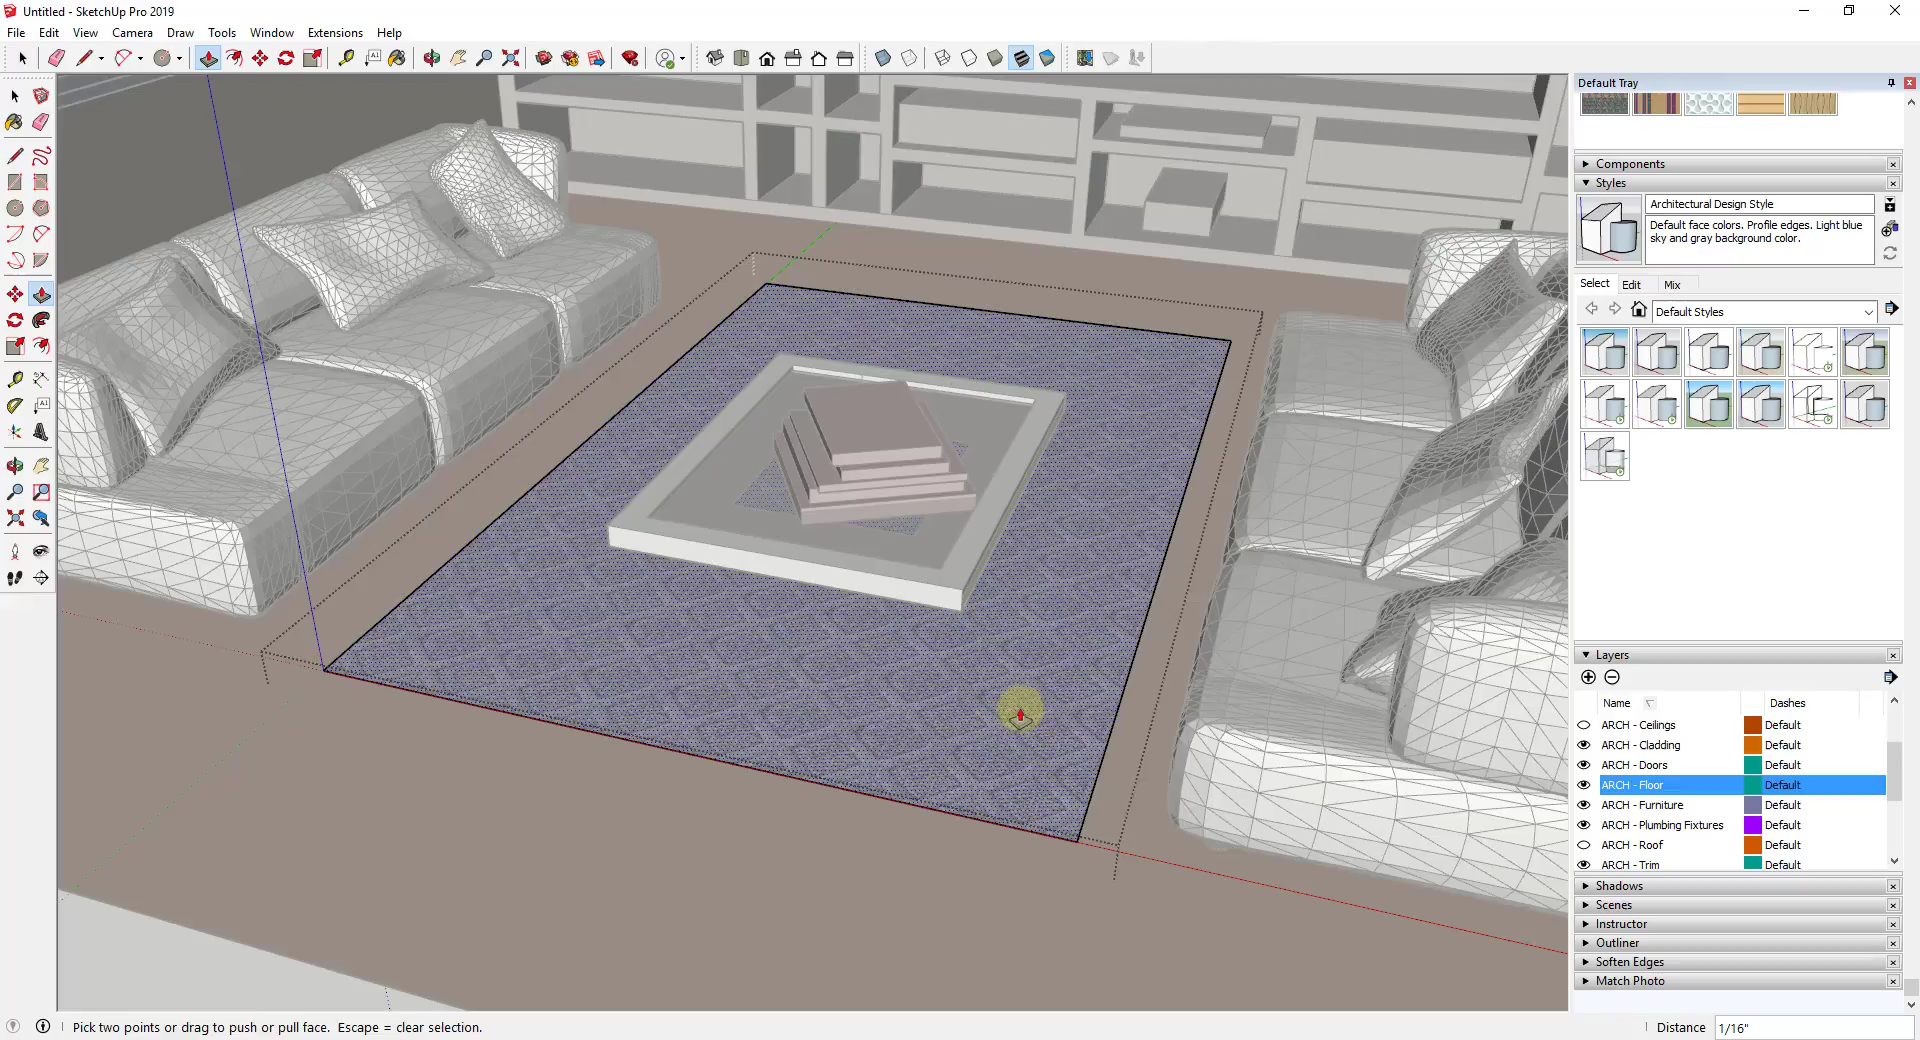 Untitled - SketchUp Pro 2019
File Edit View Camera Draw Tools Window Extensions Help
Default Tray
Components
Styles
Architectural Design Style
Default face colors. Profile edges. Light blue
sky and gray background color.
Select Edit Mix
Default Styles
Layers
Name Dashes
ARCH - Ceilings Default
ARCH - Cladding Default
ARCH - Doors Default
ARCH - Floor Default
ARCH - Furniture Default
ARCH - Plumbing Fixtures Default
ARCH - Roof Default
ARCH - Trim Default
Shadows
Scenes
Instructor
Outliner
Soften Edges
Match Photo
Pick two points or drag to push or pull face. Escape = clear selection.
Distance 1/16"